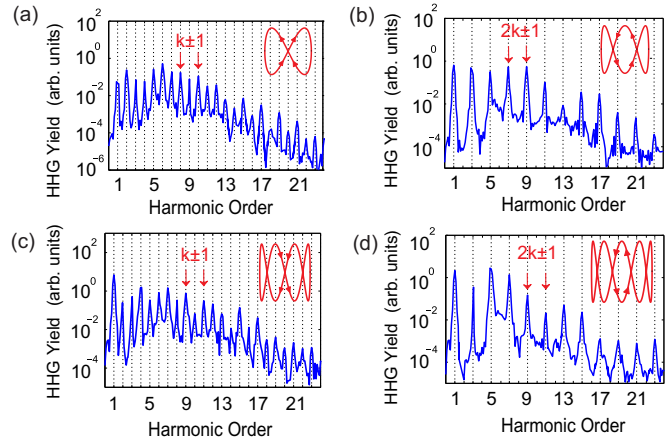 (a)
k±1
HHG Yield (arb. units)
10^2
10^0
10^-2
10^-4
10^-6
1 5 9 13 17 21
Harmonic Order
(b)
2k±1
HHG Yield (arb. units)
10^2
10^0
10^-2
10^-4
1 5 9 13 17 21
Harmonic Order
(c)
k±1
HHG Yield (arb. units)
10^2
10^0
10^-2
10^-4
1 5 9 13 17 21
Harmonic Order
(d)
2k±1
HHG Yield (arb. units)
10^2
10^0
10^-2
10^-4
1 5 9 13 17 21
Harmonic Order